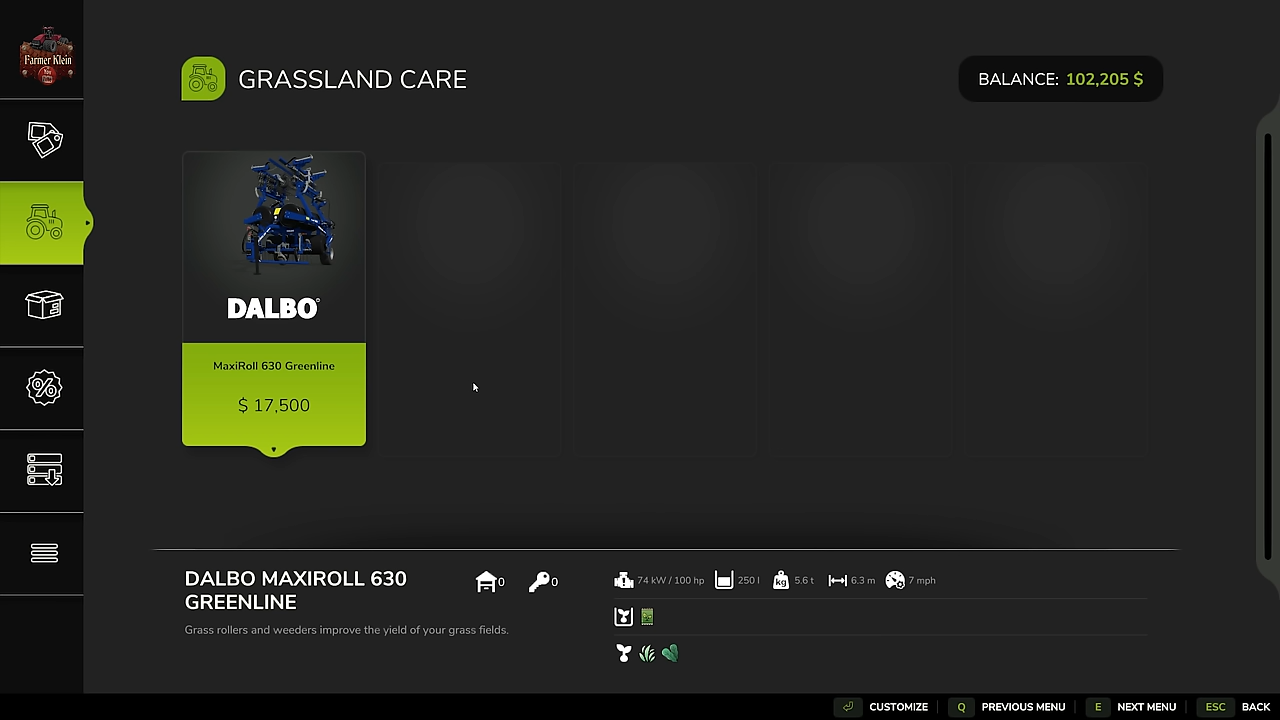 Farmer Klein
You
GRASSLAND CARE
BALANCE: 102,205 $
DALBO
MaxiRoll 630 Greenline
$ 17,500
DALBO MAXIROLL 630
GREENLINE
0
0
Grass rollers and weeders improve the yield of your grass fields.
74 kW / 100 hp
250 l
kg
5.6 t
6.3 m
7 mph
CUSTOMIZE
Q PREVIOUS MENU
E NEXT MENU
ESC BACK